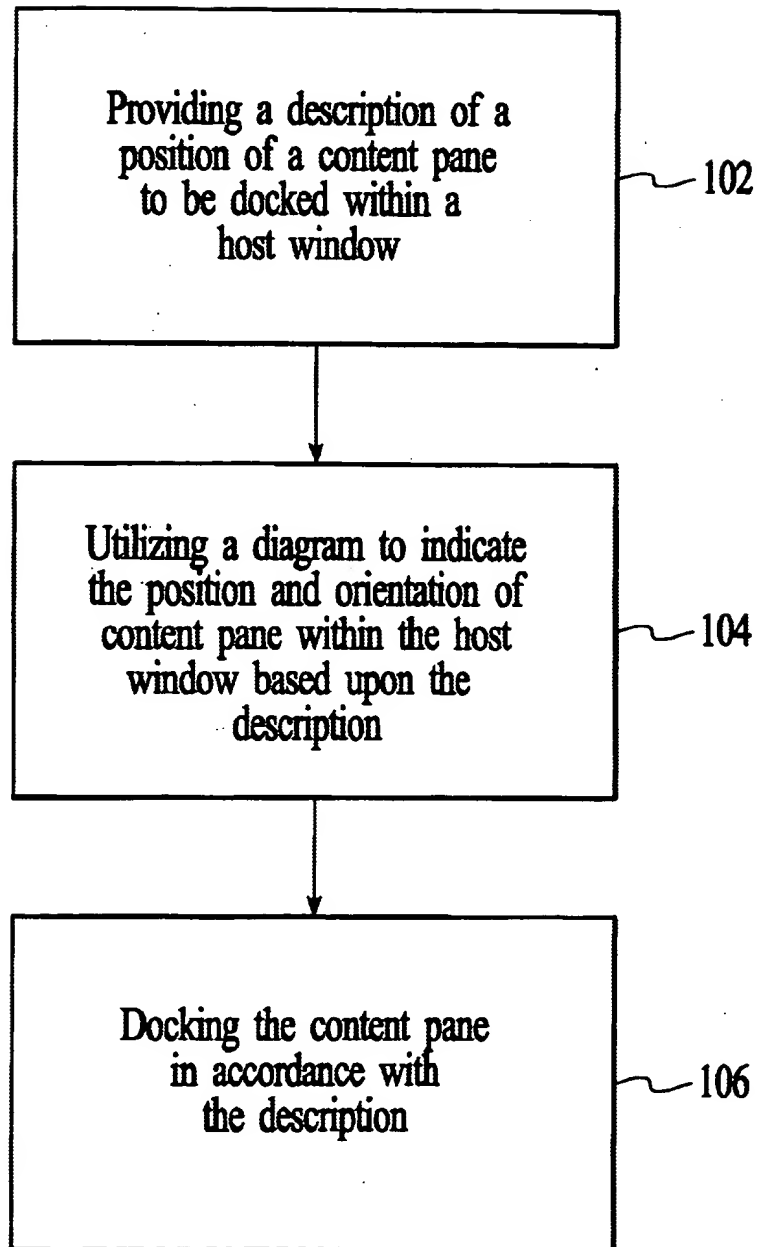 Providing a description of a
position of a content pane
to be docked within a
host window
102
Utilizing a diagram to indicate
the position and orientation of
content pane within the host
window based upon the
description
104
Docking the content pane
in accordance with
the description
106